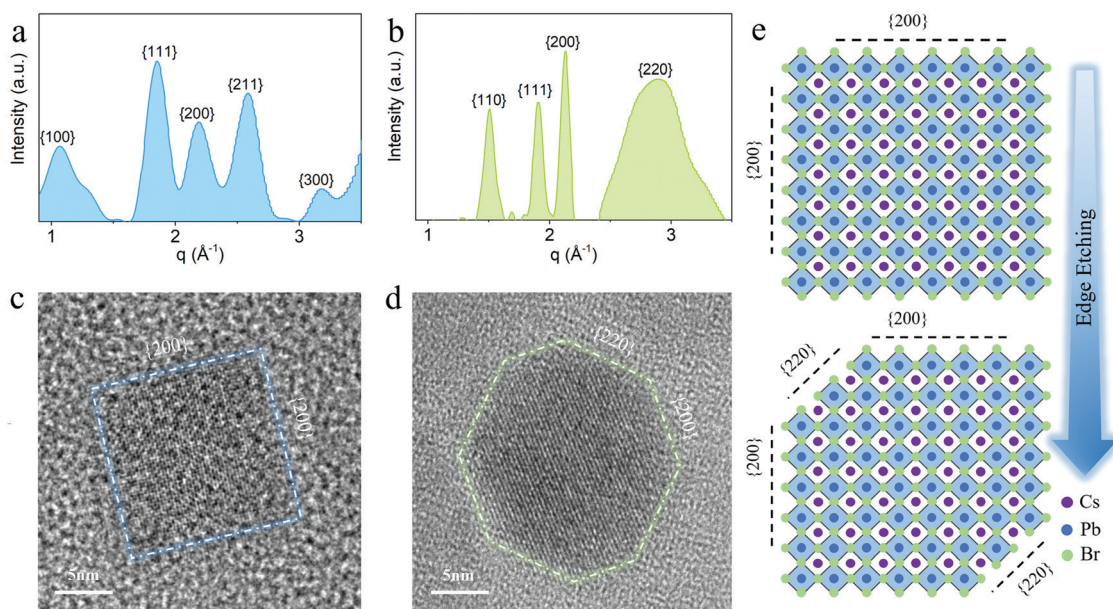 a
Intensity (a.u.)
{100}
{111}
{200}
{211}
{300}
1
2
3
q (Å⁻¹)
b
Intensity (a.u.)
{110}
{111}
{200}
{220}
1
2
3
q (Å⁻¹)
c
{200}
{200}
5nm
d
{220}
{200}
5nm
e
{200}
{200}
Edge Etching
{200}
{220}
{200}
{220}
Cs
Pb
Br